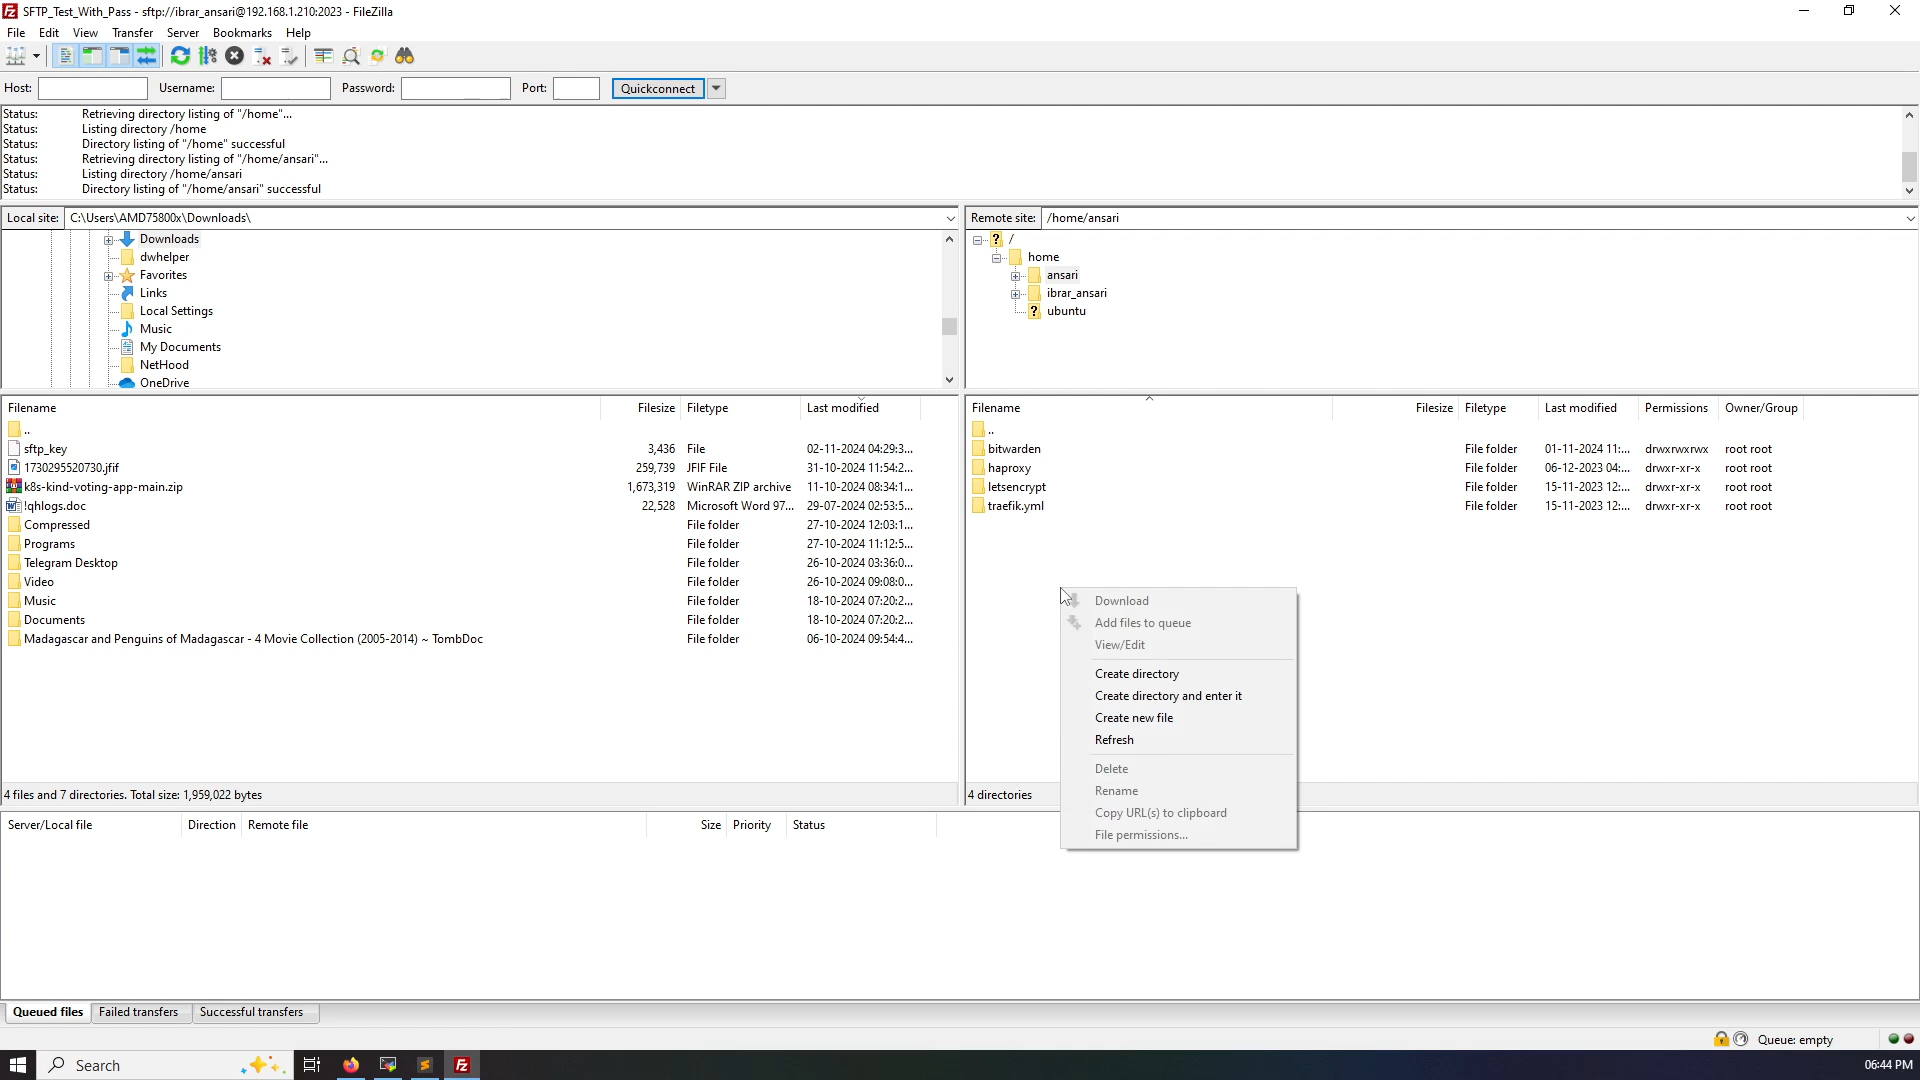 SFTP_Test_With_Pass - sftp://ibrar_ansari@192.168.1.210:2023 - FileZilla
File Edit View Transfer Server Bookmarks Help
Host: Username: Password: Port: Quickconnect
Status: Retrieving directory listing of "/home"...
Status: Listing directory /home
Status: Directory listing of "/home" successful
Status: Retrieving directory listing of "/home/ansari"...
Status: Listing directory /home/ansari
Status: Directory listing of "/home/ansari" successful
Local site: C:\Users\AMD75800x\Downloads\
Downloads
dwhelper
Favorites
Links
Local Settings
Music
My Documents
NetHood
OneDrive
Remote site: /home/ansari
/
home
ansari
ibrar_ansari
ubuntu
Filename Filesize Filetype Last modified
..
sftp_key 3,436 File 02-11-2024 04:29:3...
1730295520730.jfif 259,739 JFIF File 31-10-2024 11:54:2...
k8s-kind-voting-app-main.zip 1,673,319 WinRAR ZIP archive 11-10-2024 08:34:1...
!qhlogs.doc 22,528 Microsoft Word 97... 29-07-2024 02:53:5...
Compressed File folder 27-10-2024 12:03:1...
Programs File folder 27-10-2024 11:12:5...
Telegram Desktop File folder 26-10-2024 03:36:0...
Video File folder 26-10-2024 09:08:0...
Music File folder 18-10-2024 07:20:2...
Documents File folder 18-10-2024 07:20:2...
Madagascar and Penguins of Madagascar - 4 Movie Collection (2005-2014) ~ TombDoc File folder 06-10-2024 09:54:4...
4 files and 7 directories. Total size: 1,959,022 bytes
Filename Filesize Filetype Last modified Permissions Owner/Group
..
bitwarden File folder 01-11-2024 11:... drwxrwxrwx root root
haproxy File folder 06-12-2023 04:... drwxr-xr-x root root
letsencrypt File folder 15-11-2023 12:... drwxr-xr-x root root
traefik.yml File folder 15-11-2023 12:... drwxr-xr-x root root
4 directories
Download
Add files to queue
View/Edit
Create directory
Create directory and enter it
Create new file
Refresh
Delete
Rename
Copy URL(s) to clipboard
File permissions...
Server/Local file Direction Remote file Size Priority Status
Queued files Failed transfers Successful transfers
Queue: empty
Search
06:44 PM